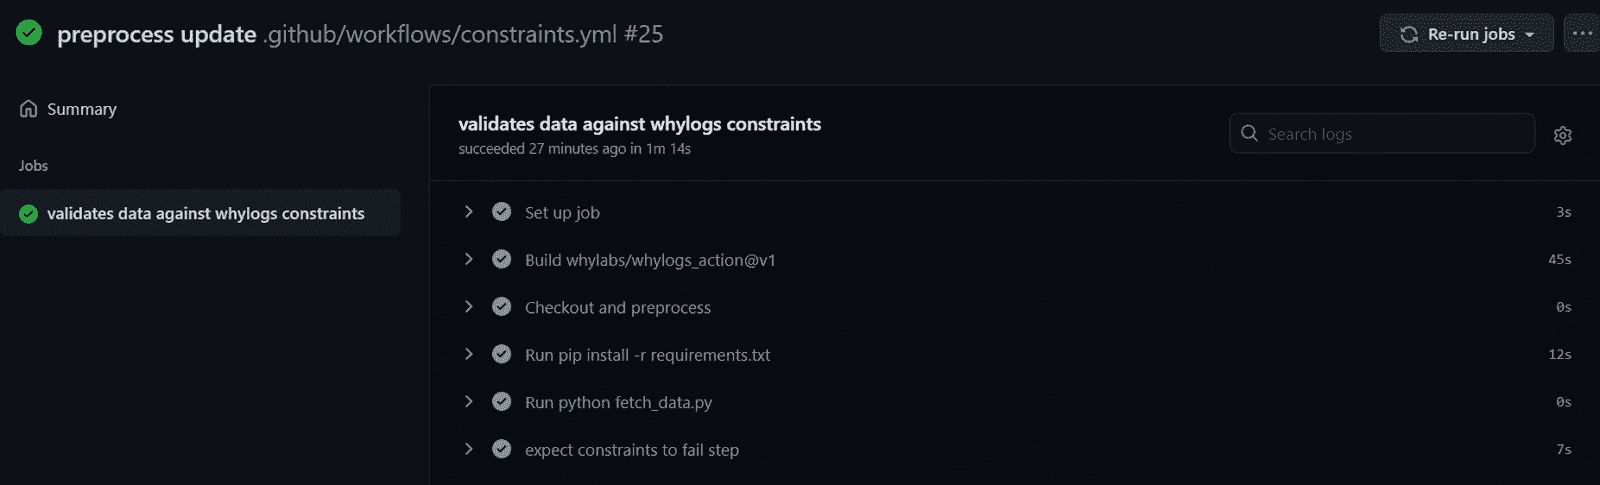 preprocess update .github/workflows/constraints.yml #25
Re-run jobs
Summary
Jobs
validates data against whylogs constraints
validates data against whylogs constraints
succeeded 27 minutes ago in 1m 14s
Search logs
Set up job 3s
Build whylabs/whylogs_action@v1 45s
Checkout and preprocess 0s
Run pip install -r requirements.txt 12s
Run python fetch_data.py 0s
expect constraints to fail step 7s